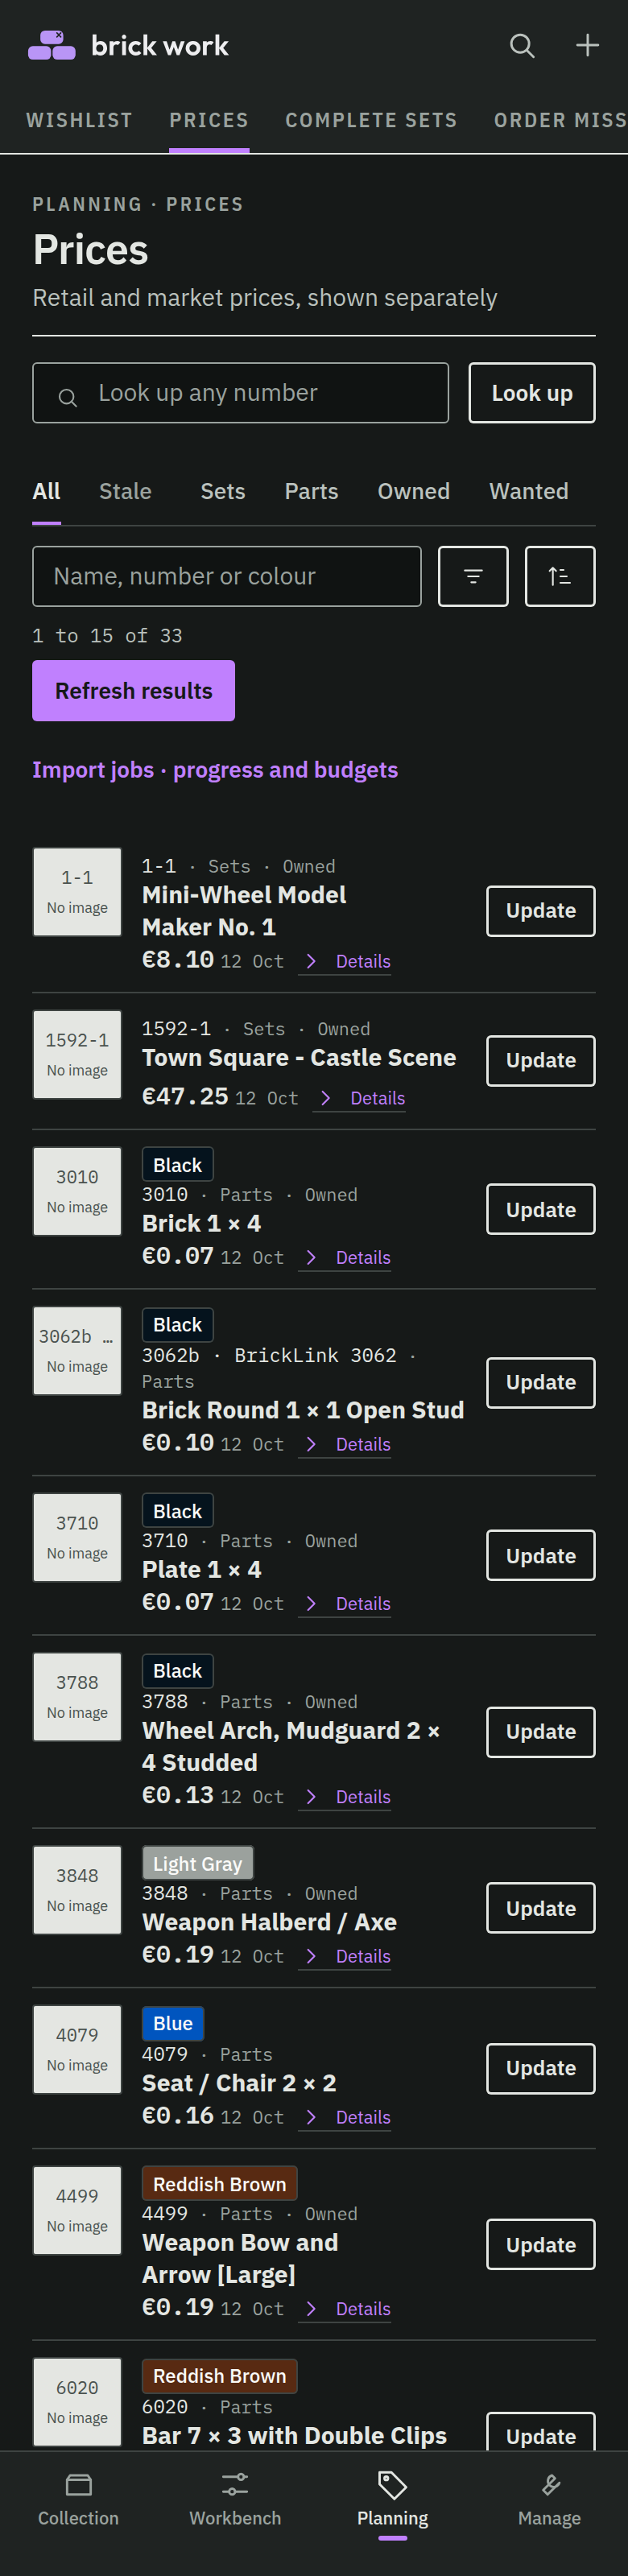 brick work
WISHLIST PRICES COMPLETE SETS ORDER MISS
PLANNING · PRICES
Prices
Retail and market prices, shown separately
Look up any number Look up
All Stale Sets Parts Owned Wanted
Name, number or colour
1 to 15 of 33
Refresh results
Import jobs · progress and budgets
1-1
No image
1-1 · Sets · Owned
Mini-Wheel Model
Maker No. 1
€8.10 12 Oct > Details
Update
1592-1
No image
1592-1 · Sets · Owned
Town Square - Castle Scene
€47.25 12 Oct > Details
Update
3010
No image
Black
3010 · Parts · Owned
Brick 1 × 4
€0.07 12 Oct > Details
Update
3062b …
No image
Black
3062b · BrickLink 3062 ·
Parts
Brick Round 1 × 1 Open Stud
€0.10 12 Oct > Details
Update
3710
No image
Black
3710 · Parts · Owned
Plate 1 × 4
€0.07 12 Oct > Details
Update
3788
No image
Black
3788 · Parts · Owned
Wheel Arch, Mudguard 2 ×
4 Studded
€0.13 12 Oct > Details
Update
3848
No image
Light Gray
3848 · Parts · Owned
Weapon Halberd / Axe
€0.19 12 Oct > Details
Update
4079
No image
Blue
4079 · Parts
Seat / Chair 2 × 2
€0.16 12 Oct > Details
Update
4499
No image
Reddish Brown
4499 · Parts · Owned
Weapon Bow and
Arrow [Large]
€0.19 12 Oct > Details
Update
6020
No image
Reddish Brown
6020 · Parts
Bar 7 × 3 with Double Clips
Update
Collection Workbench Planning Manage